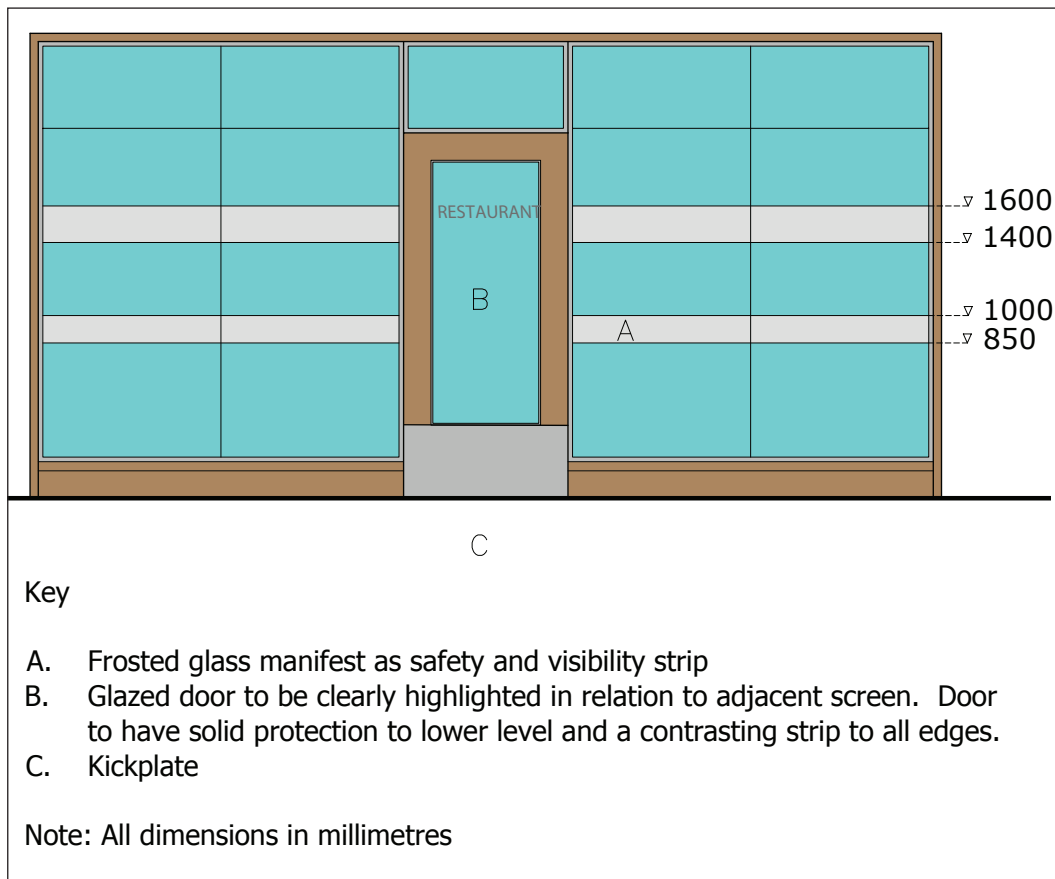 RESTAURANT
1600
1400
B
1000
A
850
C
Key
A. Frosted glass manifest as safety and visibility strip
B. Glazed door to be clearly highlighted in relation to adjacent screen. Door
to have solid protection to lower level and a contrasting strip to all edges.
C. Kickplate
Note: All dimensions in millimetres